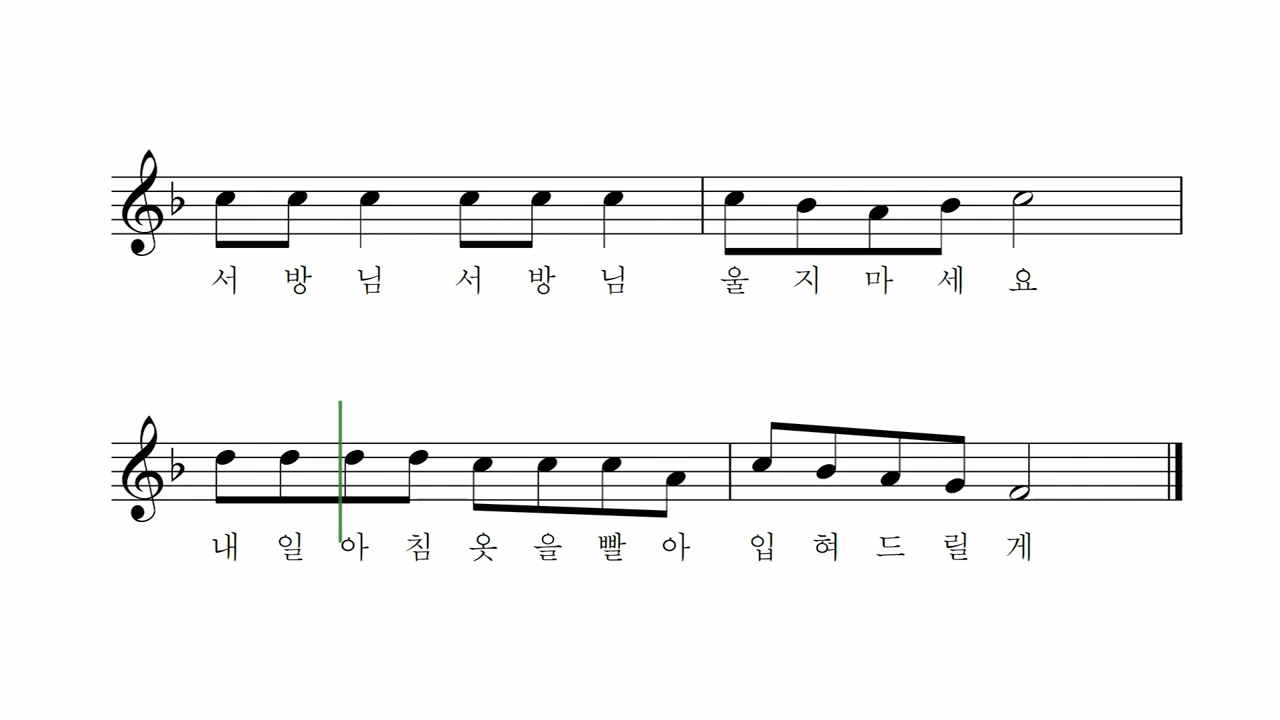 서 방 님 서 방 님 울 지 마 세 요
내 일 아 침 옷 을 빨 아 입 혀 드 릴 게